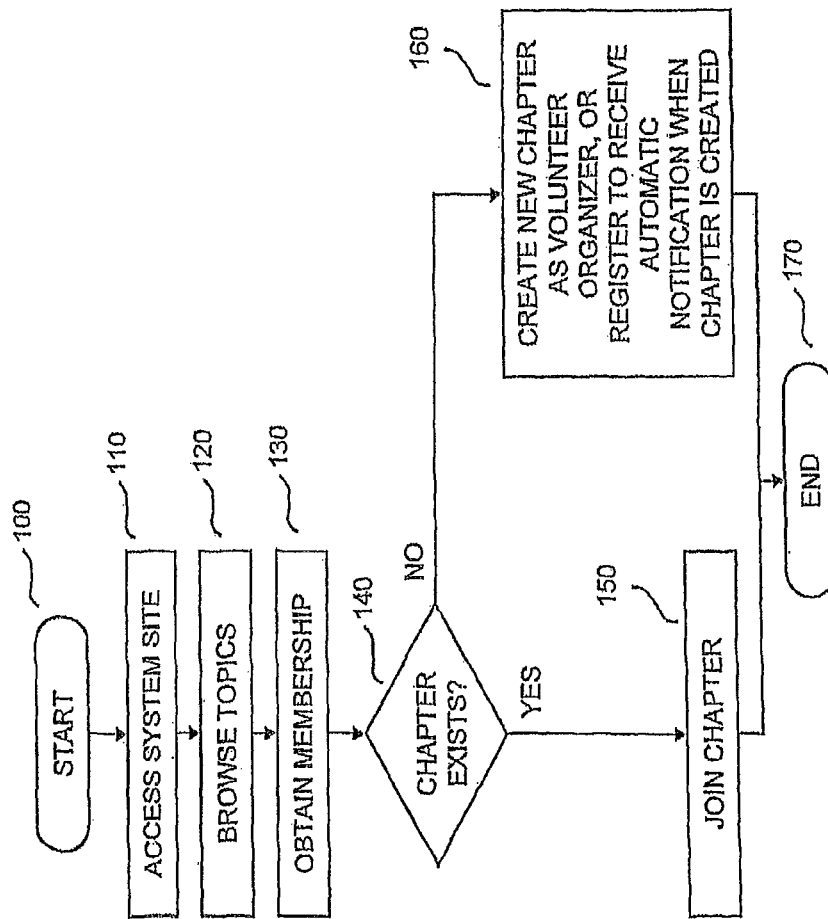 START
100
ACCESS SYSTEM SITE
110
BROWSE TOPICS
120
OBTAIN MEMBERSHIP
130
CHAPTER
EXISTS?
140
NO
YES
CREATE NEW CHAPTER
AS VOLUNTEER
ORGANIZER, OR
REGISTER TO RECEIVE
AUTOMATIC
NOTIFICATION WHEN
CHAPTER IS CREATED
160
JOIN CHAPTER
150
END
170